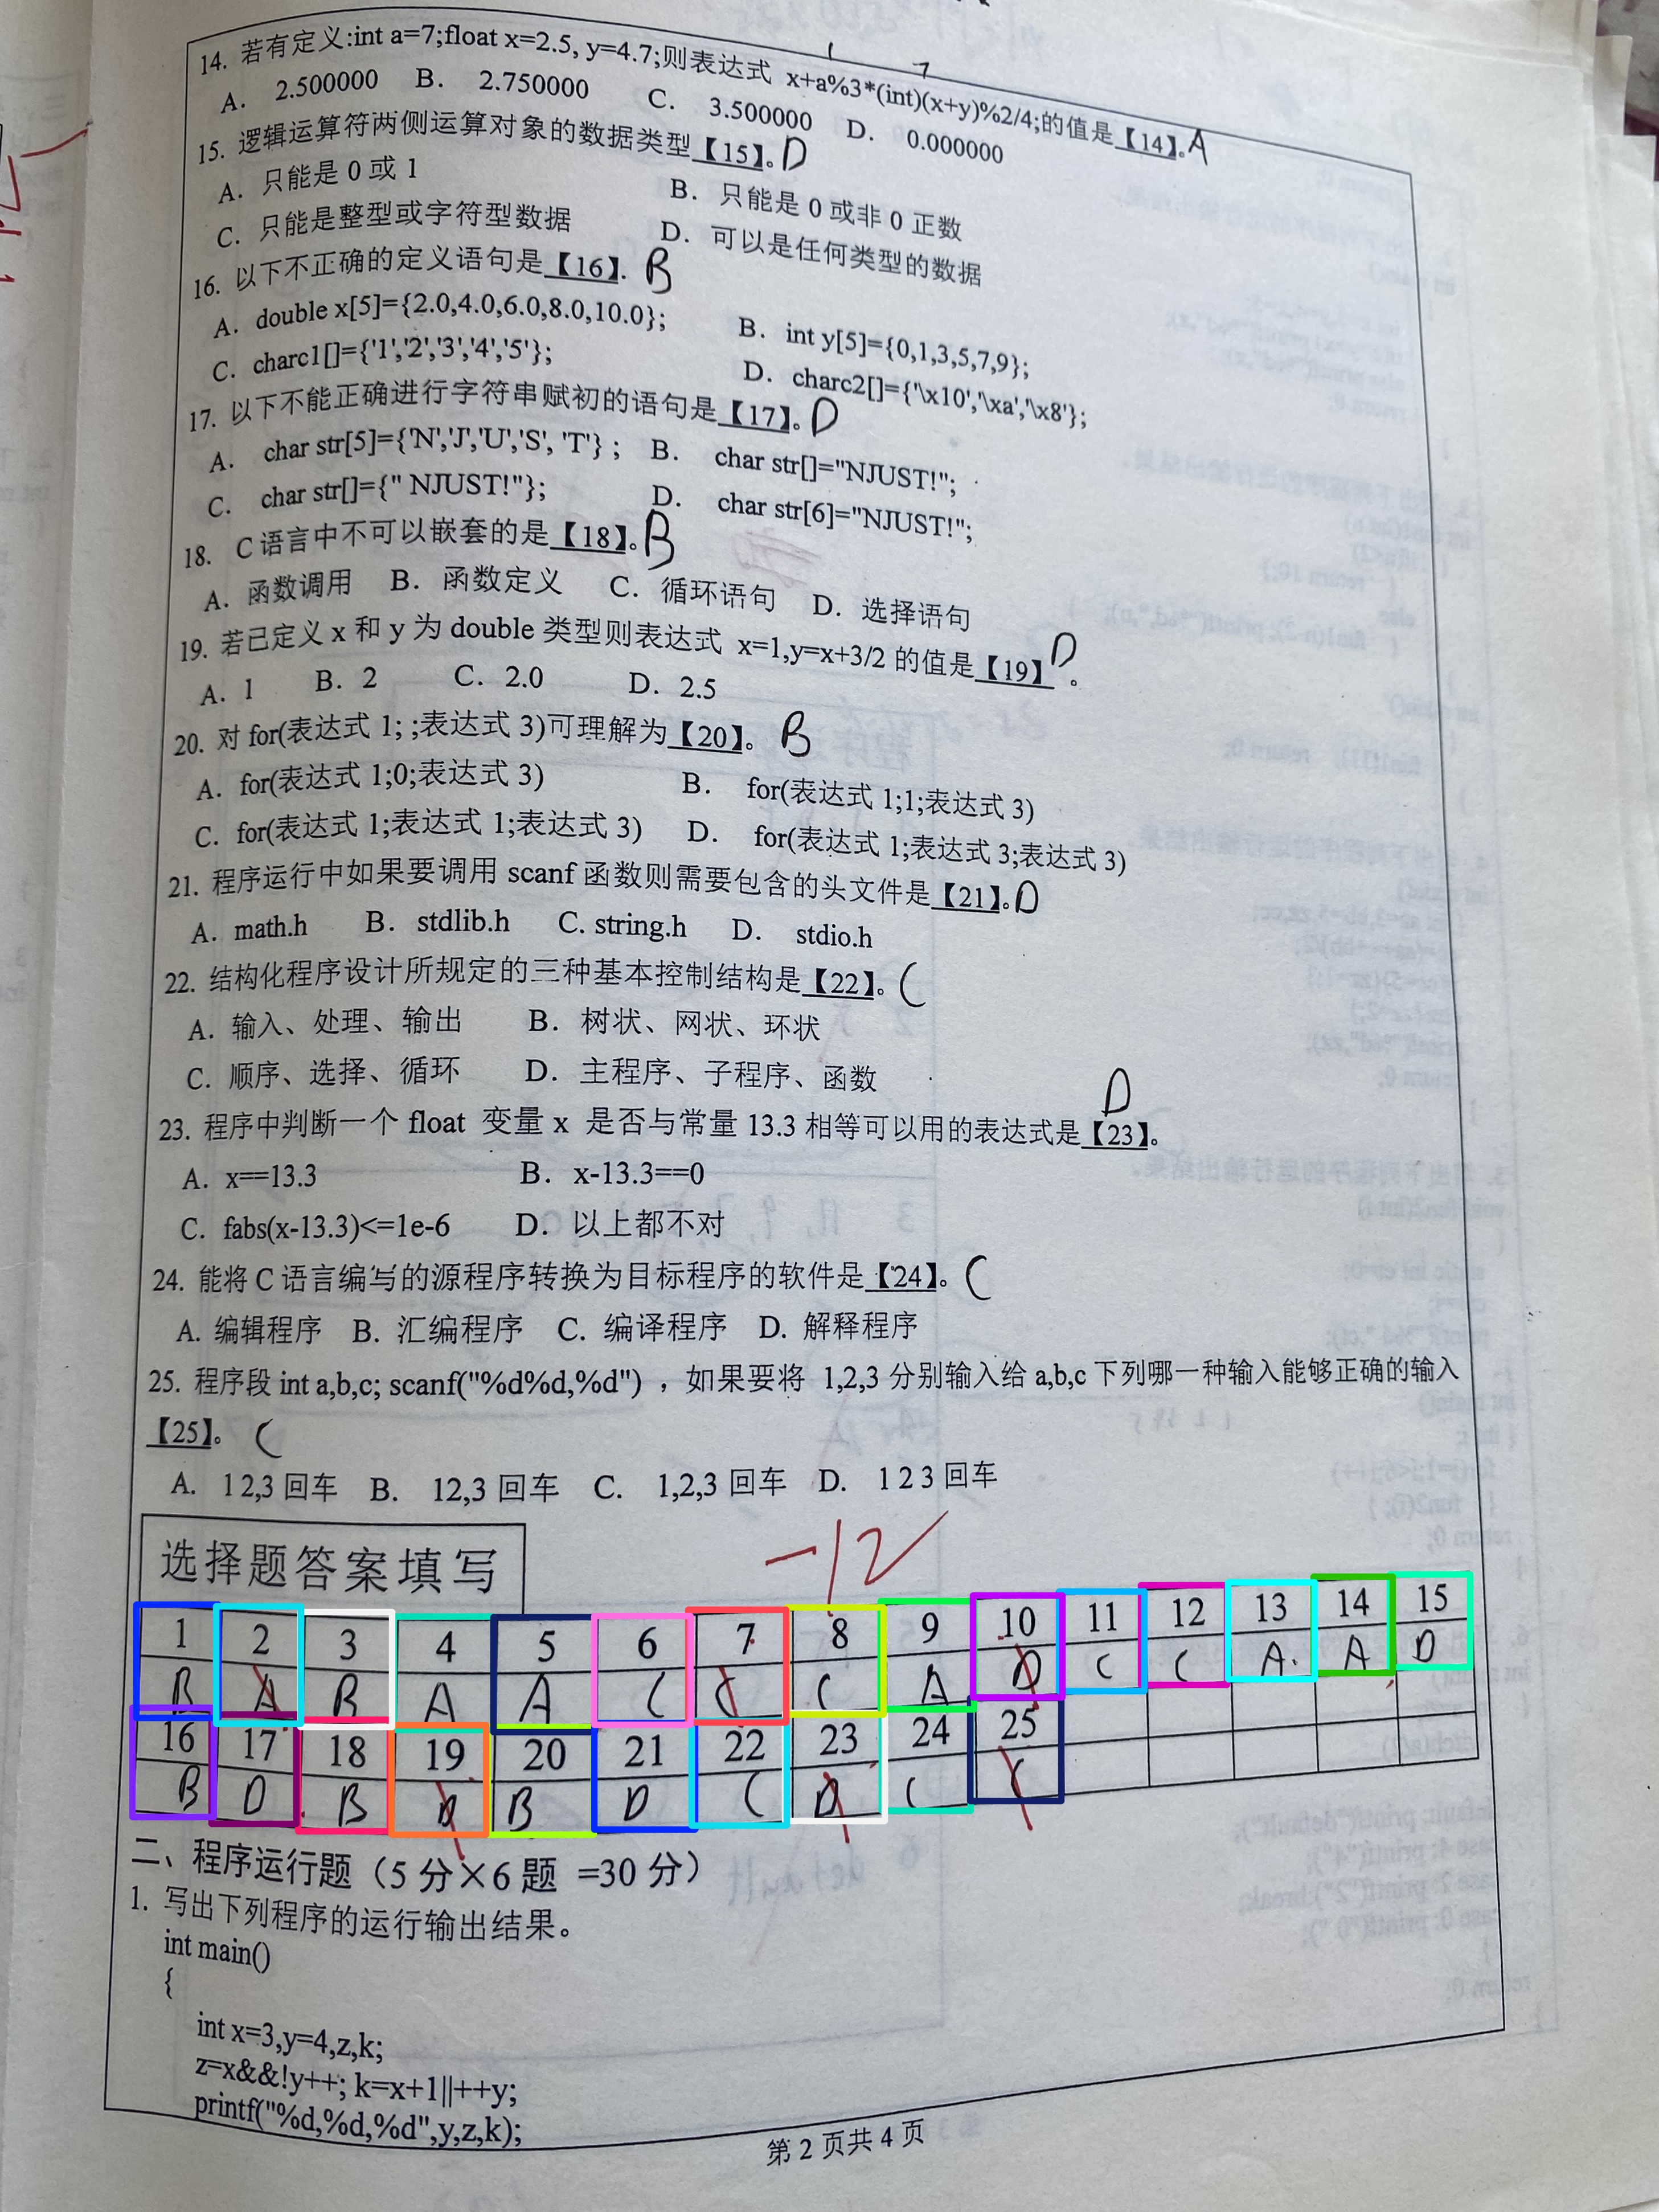 14. 若有定义:int a=7;float x=2.5, y=4.7;则表达式 x+a%3*(int)(x+y)%2/4;的值是【14】。A
1 7
A. 2.500000 B. 2.750000 C. 3.500000 D. 0.000000
15. 逻辑运算符两侧运算对象的数据类型【15】。D
A. 只能是 0 或 1 B. 只能是 0 或非 0 正数
C. 只能是整型或字符型数据 D. 可以是任何类型的数据
16. 以下不正确的定义语句是【16】. B
A. double x[5]={2.0,4.0,6.0,8.0,10.0}; B. int y[5]={0,1,3,5,7,9};
C. charc1[]={'1','2','3','4','5'}; D. charc2[]={'\x10','\xa','\x8'};
17. 以下不能正确进行字符串赋初的语句是【17】。D
A. char str[5]={'N','J','U','S', 'T'} ; B. char str[]="NJUST!";
C. char str[]={" NJUST!"}; D. char str[6]="NJUST!";
18. C 语言中不可以嵌套的是【18】。B
A. 函数调用 B. 函数定义 C. 循环语句 D. 选择语句
19. 若已定义 x 和 y 为 double 类型则表达式 x=1,y=x+3/2 的值是【19】 D 。
A. 1 B. 2 C. 2.0 D. 2.5
20. 对 for(表达式 1; ;表达式 3)可理解为【20】。 B
A. for(表达式 1;0;表达式 3) B. for(表达式 1;1;表达式 3)
C. for(表达式 1;表达式 1;表达式 3) D. for(表达式 1;表达式 3;表达式 3)
21. 程序运行中如果要调用 scanf 函数则需要包含的头文件是【21】。D
A. math.h B. stdlib.h C. string.h D. stdio.h
22. 结构化程序设计所规定的三种基本控制结构是【22】。C
A. 输入、处理、输出 B. 树状、网状、环状
C. 顺序、选择、循环 D. 主程序、子程序、函数
23. 程序中判断一个 float 变量 x 是否与常量 13.3 相等可以用的表达式是【23】。 D
A. x==13.3 B. x-13.3==0
C. fabs(x-13.3)<=1e-6 D. 以上都不对
24. 能将 C 语言编写的源程序转换为目标程序的软件是【24】。C
A. 编辑程序 B. 汇编程序 C. 编译程序 D. 解释程序
25. 程序段 int a,b,c; scanf("%d%d,%d") ，如果要将 1,2,3 分别输入给 a,b,c 下列哪一种输入能够正确的输入
【25】。 C
A. 1 2,3 回车 B. 12,3 回车 C. 1,2,3 回车 D. 1 2 3 回车
-12
选择题答案填写
1 2 3 4 5 6 7 8 9 10 11 12 13 14 15
B A B A A C C C A D C C A A D
16 17 18 19 20 21 22 23 24 25
B D B D B D C D C C
二、程序运行题（5 分×6 题 =30 分）
1. 写出下列程序的运行输出结果。
int main()
{
int x=3,y=4,z,k;
z=x&&!y++; k=x+1||++y;
printf("%d,%d,%d",y,z,k);
第 2 页共 4 页